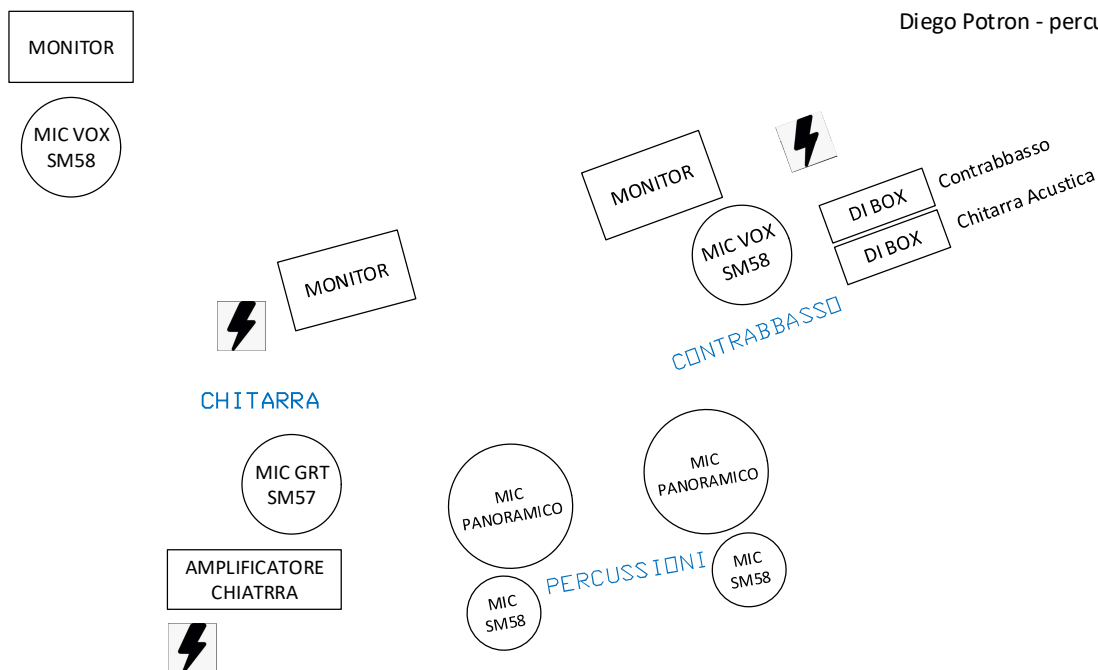 Diego Potron - percu
MONITOR
MIC VOX
SM58
MONITOR
DI BOX
Contrabbasso
DI BOX
Chitarra Acustica
MIC VOX
SM58
MONITOR
CONTRABBASSO
CHITARRA
MIC GRT
SM57
MIC
PANORAMICO
MIC
PANORAMICO
AMPLIFICATORE
CHIATRRA
PERCUSSIONI
MIC
SM58
MIC
SM58